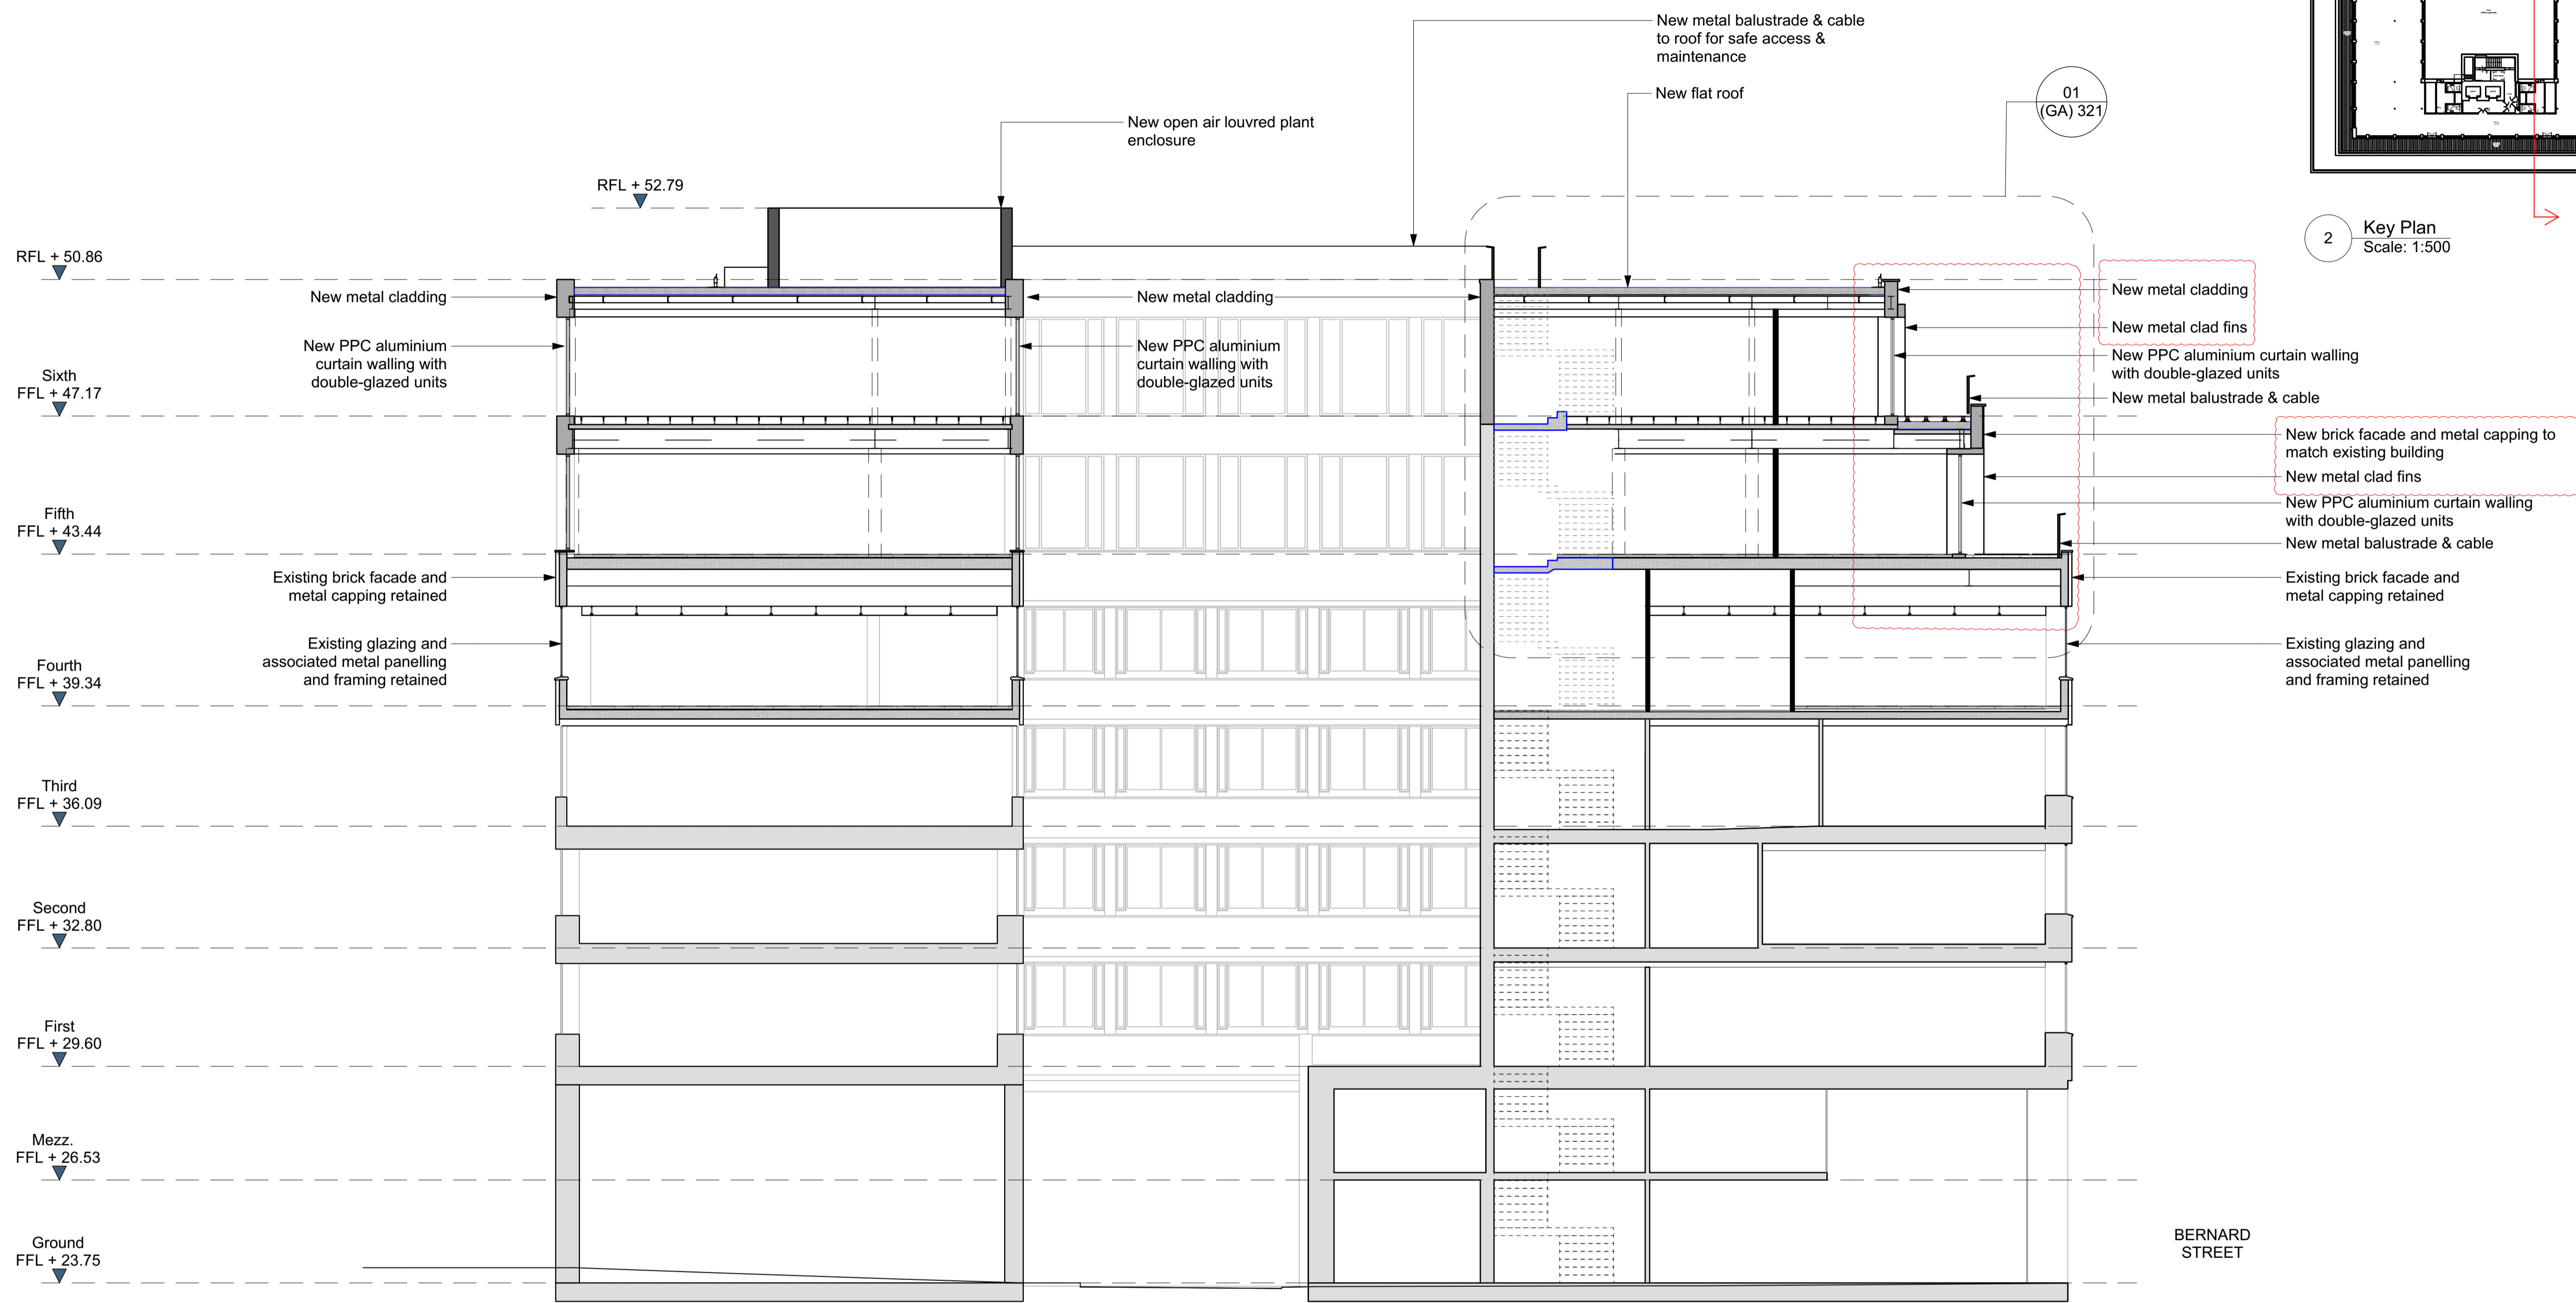 New metal balustrade & cable
to roof for safe access &
maintenance
New flat roof
01
(GA) 321
New open air louvred plant
enclosure
2
Key Plan
Scale: 1:500
RFL + 52.79
RFL + 50.86
New metal cladding
New PPC aluminium
curtain walling with
double-glazed units
New metal cladding
New PPC aluminium
curtain walling with
double-glazed units
New metal cladding
New metal clad fins
New PPC aluminium curtain walling
with double-glazed units
New metal balustrade & cable
Sixth
FFL + 47.17
New brick facade and metal capping to
match existing building
New metal clad fins
New PPC aluminium curtain walling
with double-glazed units
New metal balustrade & cable
Fifth
FFL + 43.44
Existing brick facade and
metal capping retained
Existing brick facade and
metal capping retained
Existing glazing and
associated metal panelling
and framing retained
Existing glazing and
associated metal panelling
and framing retained
Fourth
FFL + 39.34
Third
FFL + 36.09
Second
FFL + 32.80
First
FFL + 29.60
Mezz.
FFL + 26.53
Ground
FFL + 23.75
BERNARD
STREET